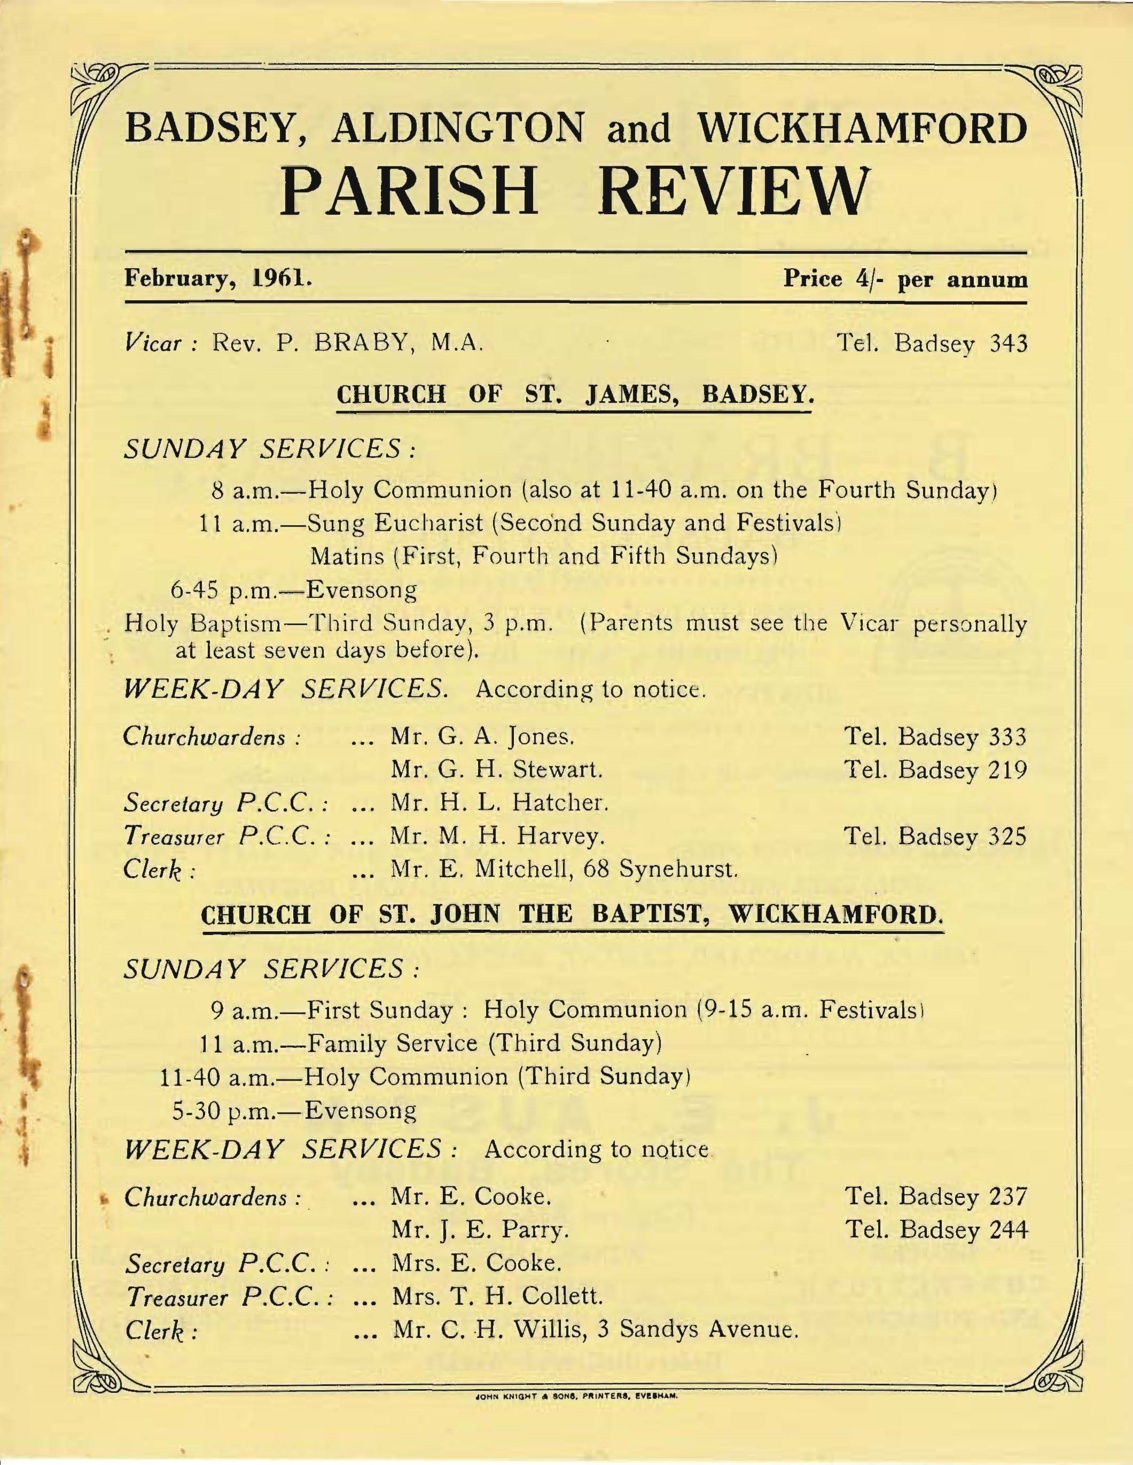 BADSEY, ALDINGTON and WICKHAMFORD
PARISH REVIEW
February, 1961. Price 4/- per annum
Vicar : Rev. P. BRABY, M.A. Tel. Badsey 343
CHURCH OF ST. JAMES, BADSEY.
SUNDAY SERVICES :
8 a.m.—Holy Communion (also at 11-40 a.m. on the Fourth Sunday)
11 a.m.—Sung Eucharist (Second Sunday and Festivals)
Matins (First, Fourth and Fifth Sundays)
6-45 p.m.—Evensong
Holy Baptism—Third Sunday, 3 p.m. (Parents must see the Vicar personally
at least seven days before).
WEEK-DAY SERVICES. According to notice.
Churchwardens : ... Mr. G. A. Jones. Tel. Badsey 333
Mr. G. H. Stewart. Tel. Badsey 219
Secretary P.C.C. : ... Mr. H. L. Hatcher.
Treasurer P.C.C. : ... Mr. M. H. Harvey. Tel. Badsey 325
Clerk : ... Mr. E. Mitchell, 68 Synehurst.
CHURCH OF ST. JOHN THE BAPTIST, WICKHAMFORD.
SUNDAY SERVICES :
9 a.m.—First Sunday : Holy Communion (9-15 a.m. Festivals)
11 a.m.—Family Service (Third Sunday)
11-40 a.m.—Holy Communion (Third Sunday)
5-30 p.m.—Evensong
WEEK-DAY SERVICES : According to notice
Churchwardens : ... Mr. E. Cooke. Tel. Badsey 237
Mr. J. E. Parry. Tel. Badsey 244
Secretary P.C.C. : ... Mrs. E. Cooke.
Treasurer P.C.C. : ... Mrs. T. H. Collett.
Clerk : ... Mr. C. H. Willis, 3 Sandys Avenue.
JOHN KNIGHT & SONS, PRINTERS, EVESHAM.